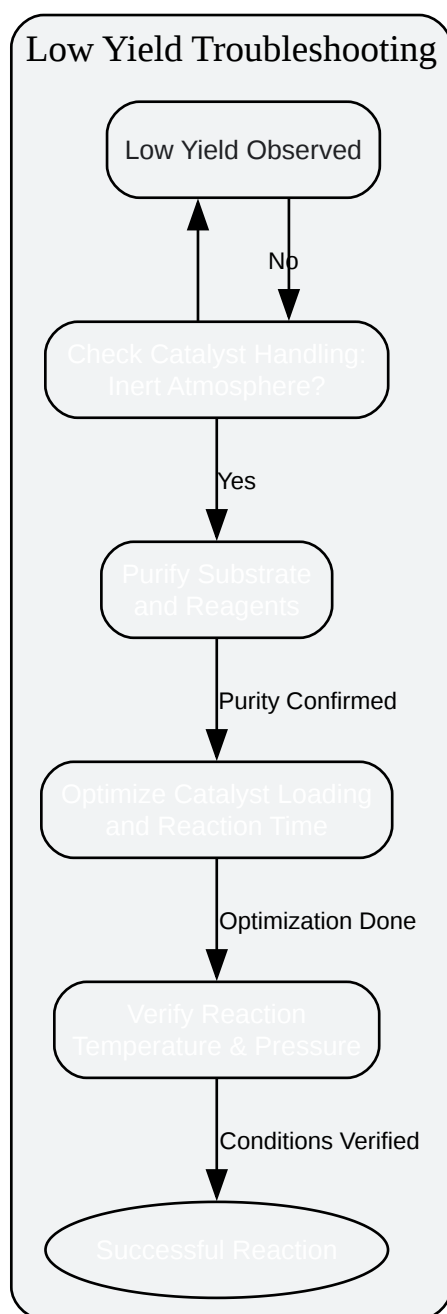 Low Yield Troubleshooting
Low Yield Observed
No
Check Catalyst Handling:
Inert Atmosphere?
Yes
Purify Substrate
and Reagents
Purity Confirmed
Optimize Catalyst Loading
and Reaction Time
Optimization Done
Verify Reaction
Temperature & Pressure
Conditions Verified
Successful Reaction